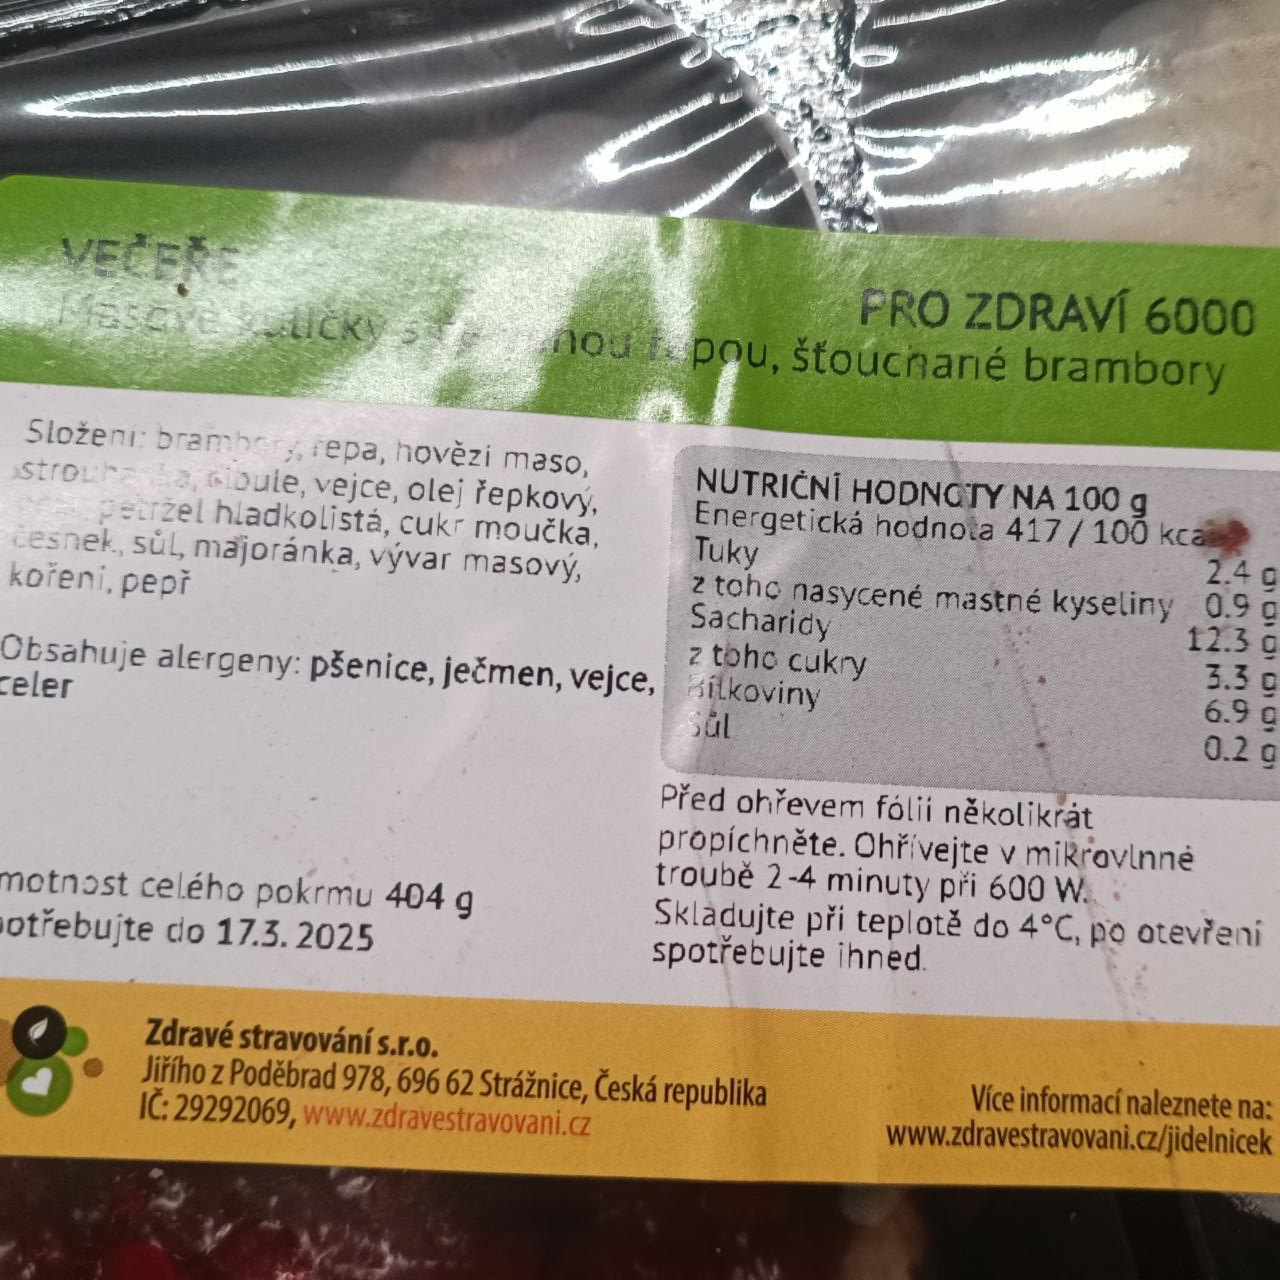 VEČEŘE
PRO ZDRAVÍ 6000
Masové kuličky s pou, šťouchané brambory
Složení: brambory, řepa, hovězí maso,
strouhanka, cibule, vejce, olej řepkový,
petržel hladkolistá, cukr moučka,
česnek, sůl, majoránka, vývar masový,
koření, pepř
Obsahuje alergeny: pšenice, ječmen, vejce,
celer
motnost celého pokrmu 404 g
potřebujte do 17.3. 2025
NUTRIČNÍ HODNOTY NA 100 g
Energetická hodnota 417 / 100 kca
Tuky 2.4 g
z toho nasycené mastné kyseliny 0.9 g
Sacharidy 12.3 g
z toho cukry 3.3 g
Bílkoviny 6.9 g
Sůl 0.2 g
Před ohřevem fólii několikrát
propíchněte. Ohřívejte v mikrovlnné
troubě 2-4 minuty při 600 W.
Skladujte při teplotě do 4°C, po otevření
spotřebujte ihned.
Zdravé stravování s.r.o.
Jiřího z Poděbrad 978, 696 62 Strážnice, Česká republika
IČ: 29292069, www.zdravestravovani.cz
Více informací naleznete na:
www.zdravestravovani.cz/jidelnicek